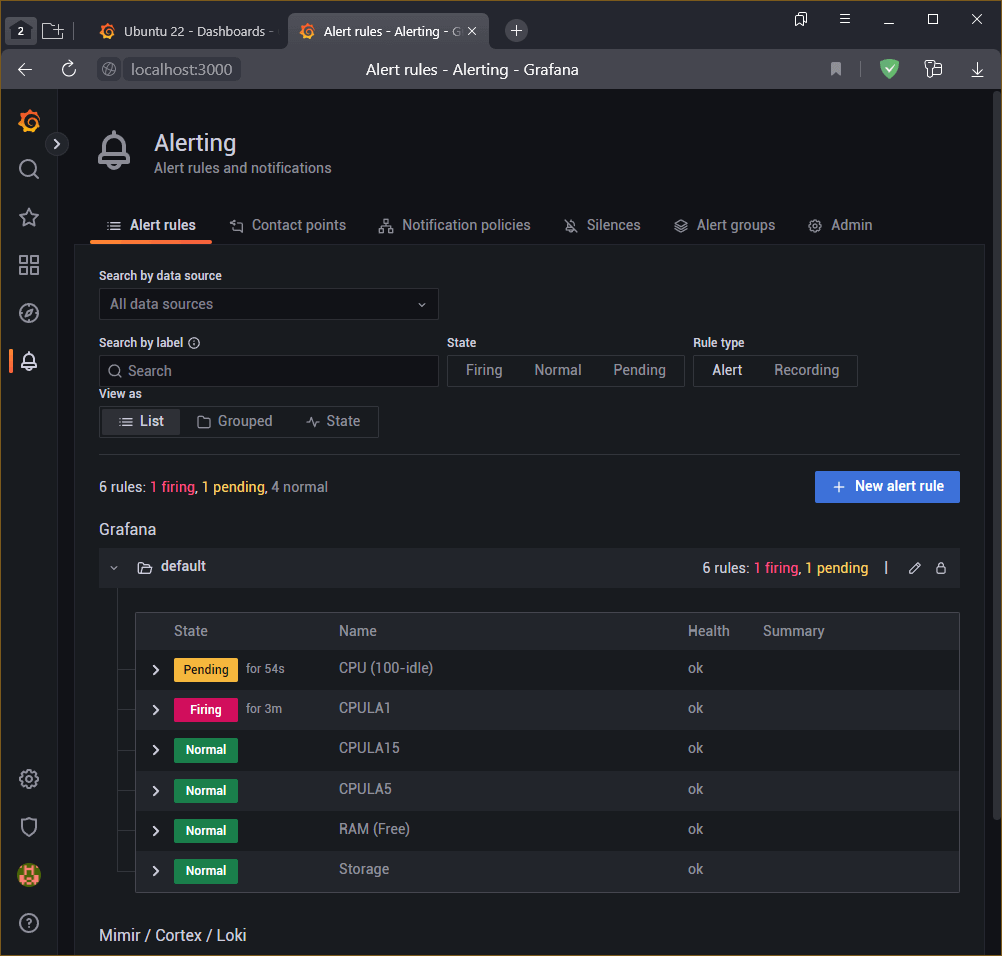 2
Ubuntu 22 - Dashboards -
Alert rules - Alerting - G
localhost:3000
Alert rules - Alerting - Grafana
Alerting
Alert rules and notifications
Alert rules Contact points Notification policies Silences Alert groups Admin
Search by data source
All data sources
Search by label State Rule type
Search Firing Normal Pending Alert Recording
View as
List Grouped State
6 rules: 1 firing, 1 pending, 4 normal New alert rule
Grafana
default 6 rules: 1 firing, 1 pending |
State Name Health Summary
Pending for 54s CPU (100-idle) ok
Firing for 3m CPULA1 ok
Normal CPULA15 ok
Normal CPULA5 ok
Normal RAM (Free) ok
Normal Storage ok
Mimir / Cortex / Loki